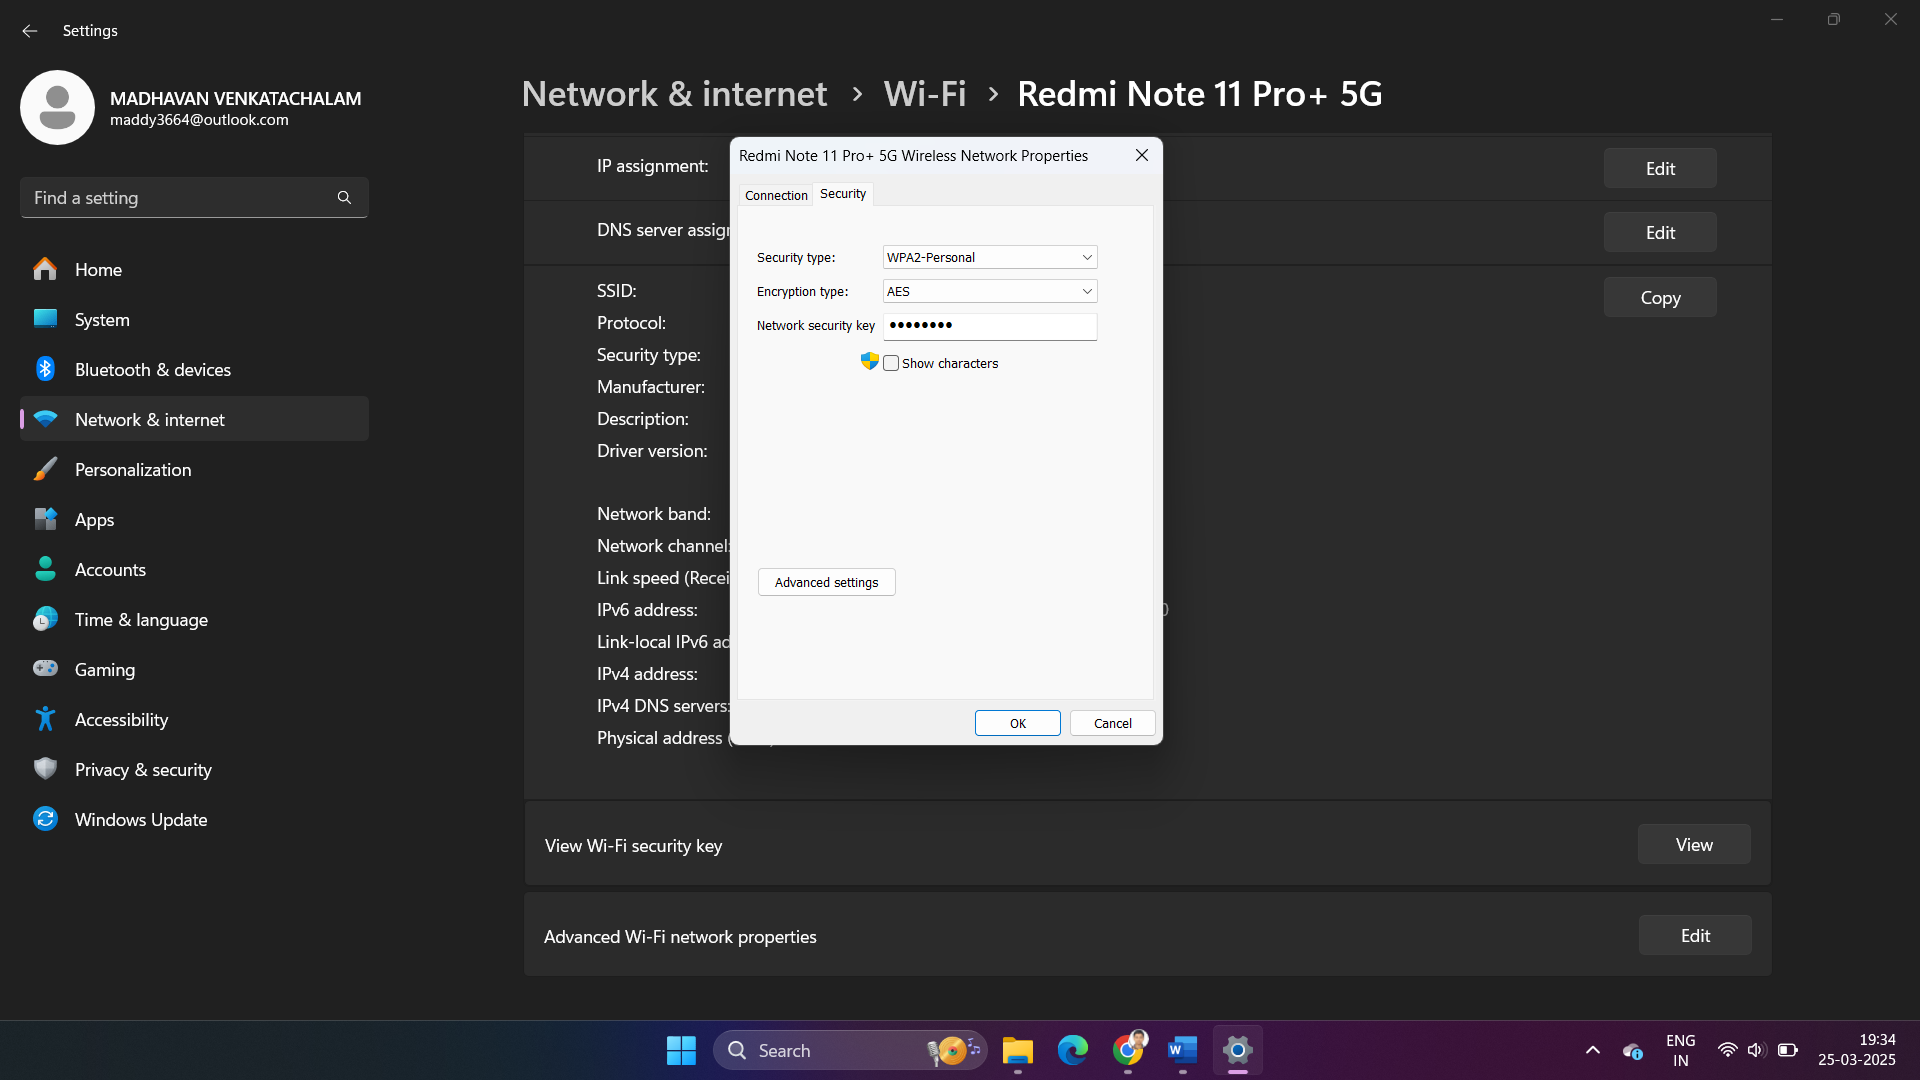 Settings
MADHAVAN VENKATACHALAM
maddy3664@outlook.com
Find a setting
Home
System
Bluetooth & devices
Network & internet
Personalization
Apps
Accounts
Time & language
Gaming
Accessibility
Privacy & security
Windows Update
Network & internet > Wi-Fi > Redmi Note 11 Pro+ 5G
IP assignment:
Edit
DNS server assig
Edit
SSID:
Copy
Protocol:
Security type:
Manufacturer:
Description:
Driver version:
Network band:
Network channel:
Link speed (Recei
IPv6 address:
Link-local IPv6 ad
IPv4 address:
IPv4 DNS servers:
Physical address (
Redmi Note 11 Pro+ 5G Wireless Network Properties
Connection
Security
Security type:
WPA2-Personal
Encryption type:
AES
Network security key
••••••••
Show characters
Advanced settings
OK
Cancel
View Wi-Fi security key
View
Advanced Wi-Fi network properties
Edit
Search
ENG
IN
19:34
25-03-2025